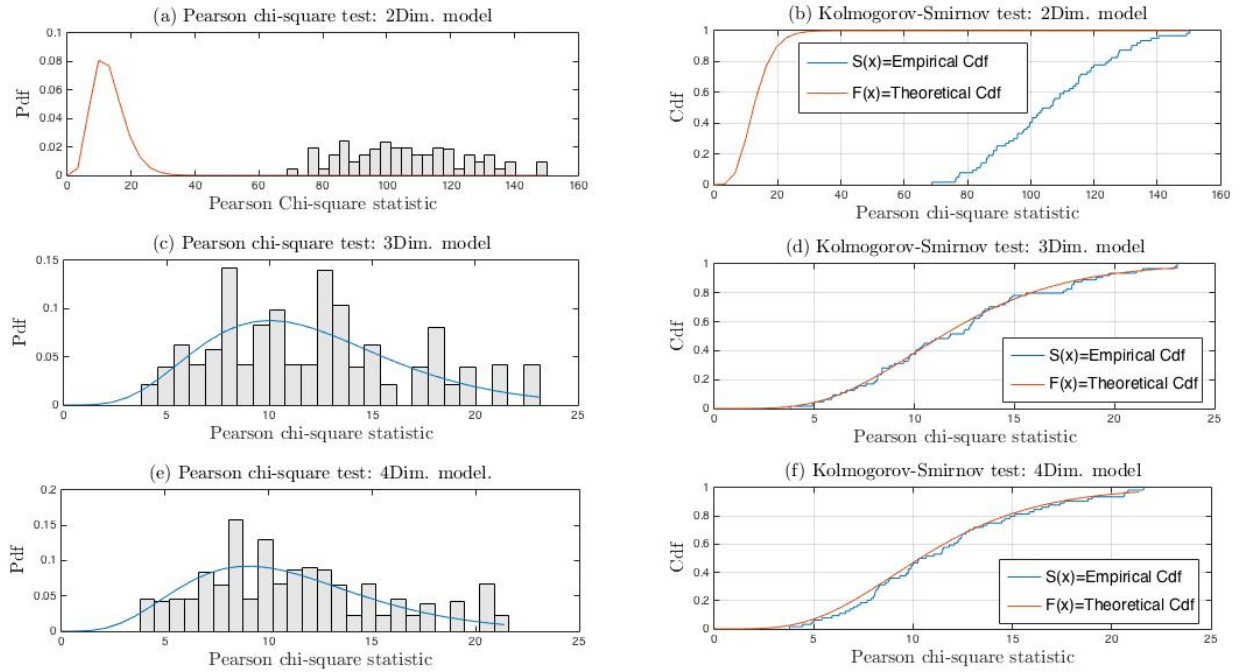 (a) Pearson chi-square test: 2Dim. model
Pdf
0.1
0.08
0.06
0.04
0.02
0
0 20 40 60 80 100 120 140 160
Pearson Chi-square statistic
(b) Kolmogorov-Smirnov test: 2Dim. model
Cdf
1
0.8
0.6
0.4
0.2
0
S(x)=Empirical Cdf
F(x)=Theoretical Cdf
0 20 40 60 80 100 120 140 160
Pearson chi-square statistic
(c) Pearson chi-square test: 3Dim. model
Pdf
0.15
0.1
0.05
0
0 5 10 15 20 25
Pearson chi-square statistic
(d) Kolmogorov-Smirnov test: 3Dim. model
Cdf
1
0.8
0.6
0.4
0.2
0
S(x)=Empirical Cdf
F(x)=Theoretical Cdf
0 5 10 15 20 25
Pearson chi-square statistic
(e) Pearson chi-square test: 4Dim. model.
Pdf
0.2
0.15
0.1
0.05
0
0 5 10 15 20 25
Pearson chi-square statistic
(f) Kolmogorov-Smirnov test: 4Dim. model
Cdf
1
0.8
0.6
0.4
0.2
0
S(x)=Empirical Cdf
F(x)=Theoretical Cdf
0 5 10 15 20 25
Pearson chi-square statistic